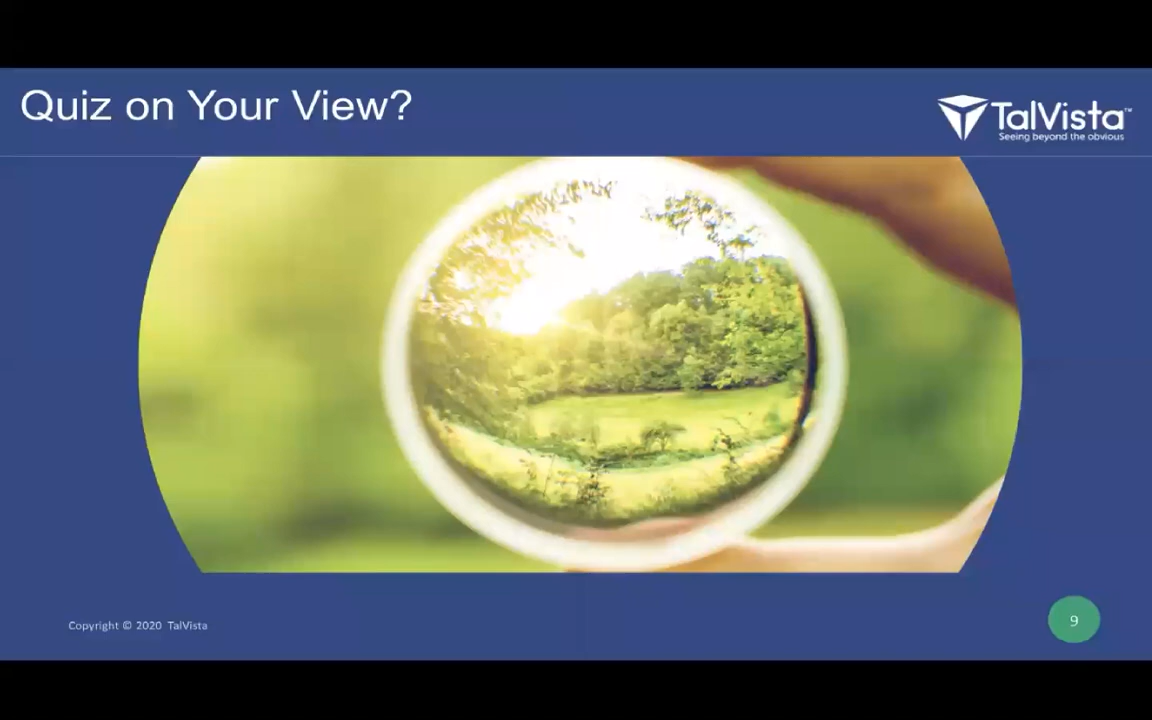 Quiz on Your View?
TalVista™
Seeing beyond the obvious
Copyright © 2020 TalVista
9